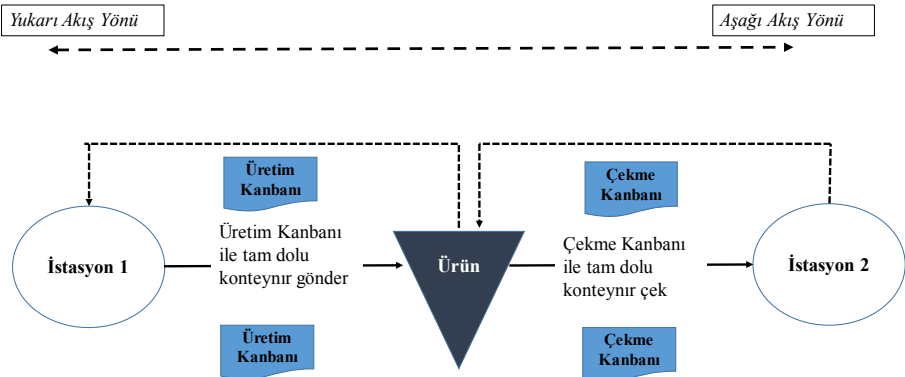 Yukarı Akış Yönü
Aşağı Akış Yönü
Üretim
Kanbanı
Çekme
Kanbanı
İstasyon 1
Üretim Kanbanı
ile tam dolu
konteynır gönder
Ürün
Çekme Kanbanı
ile tam dolu
konteynır çek
İstasyon 2
Üretim
Kanbanı
Çekme
Kanbanı